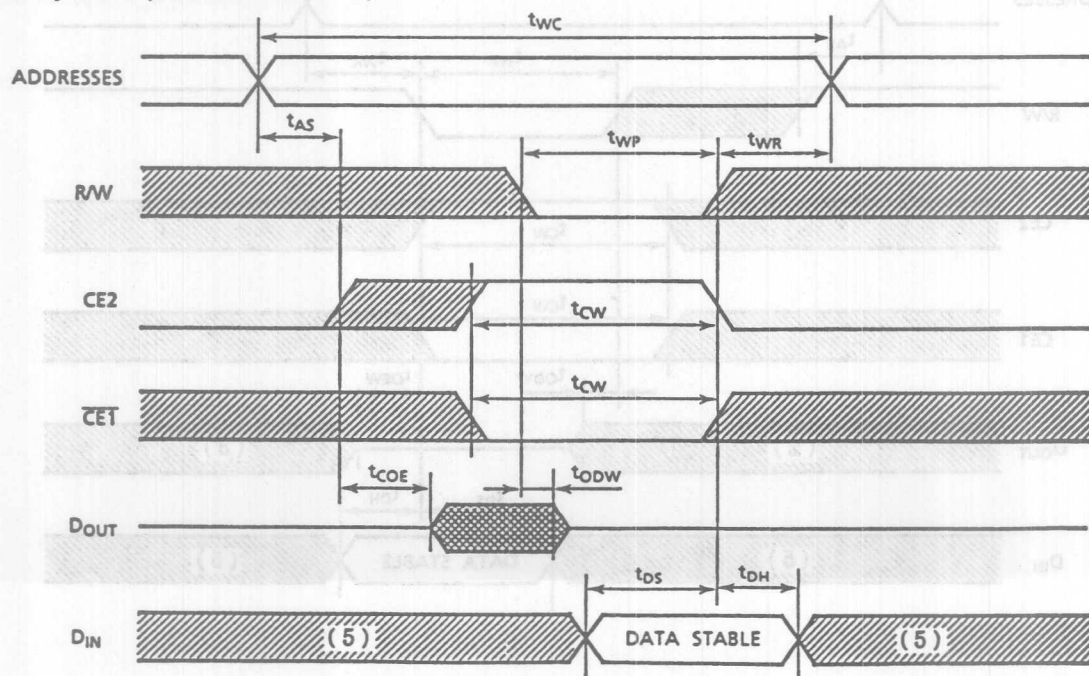 tWC
ADDRESSES
tAS
tWP
tWR
R/W
CE2
tCW
tCW
CE1
tCOE
tODW
DOUT
tDS
tDH
DIN
(5)
DATA STABLE
(5)